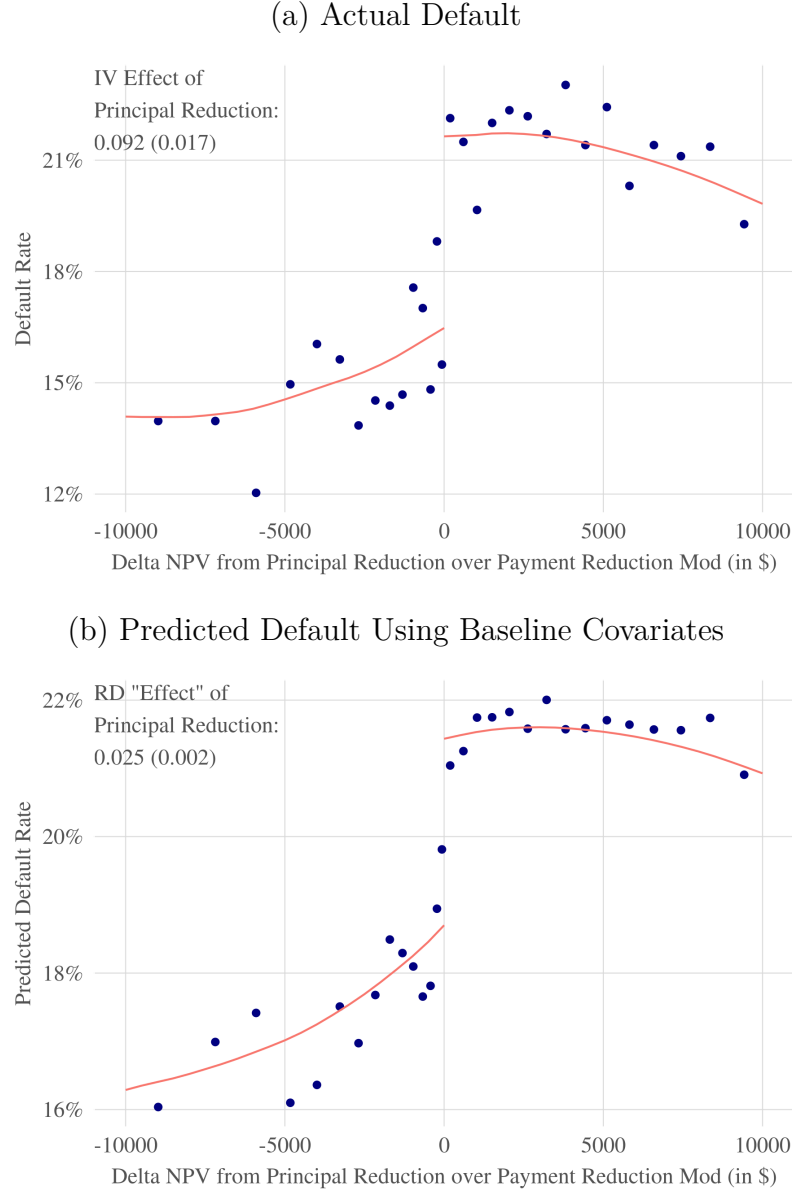 (a) Actual Default
IV Effect of
Principal Reduction:
0.092 (0.017)
21%
18%
15%
12%
Default Rate
-10000 -5000 0 5000 10000
Delta NPV from Principal Reduction over Payment Reduction Mod (in $)
(b) Predicted Default Using Baseline Covariates
22%
RD "Effect" of
Principal Reduction:
0.025 (0.002)
20%
18%
16%
Predicted Default Rate
-10000 -5000 0 5000 10000
Delta NPV from Principal Reduction over Payment Reduction Mod (in $)